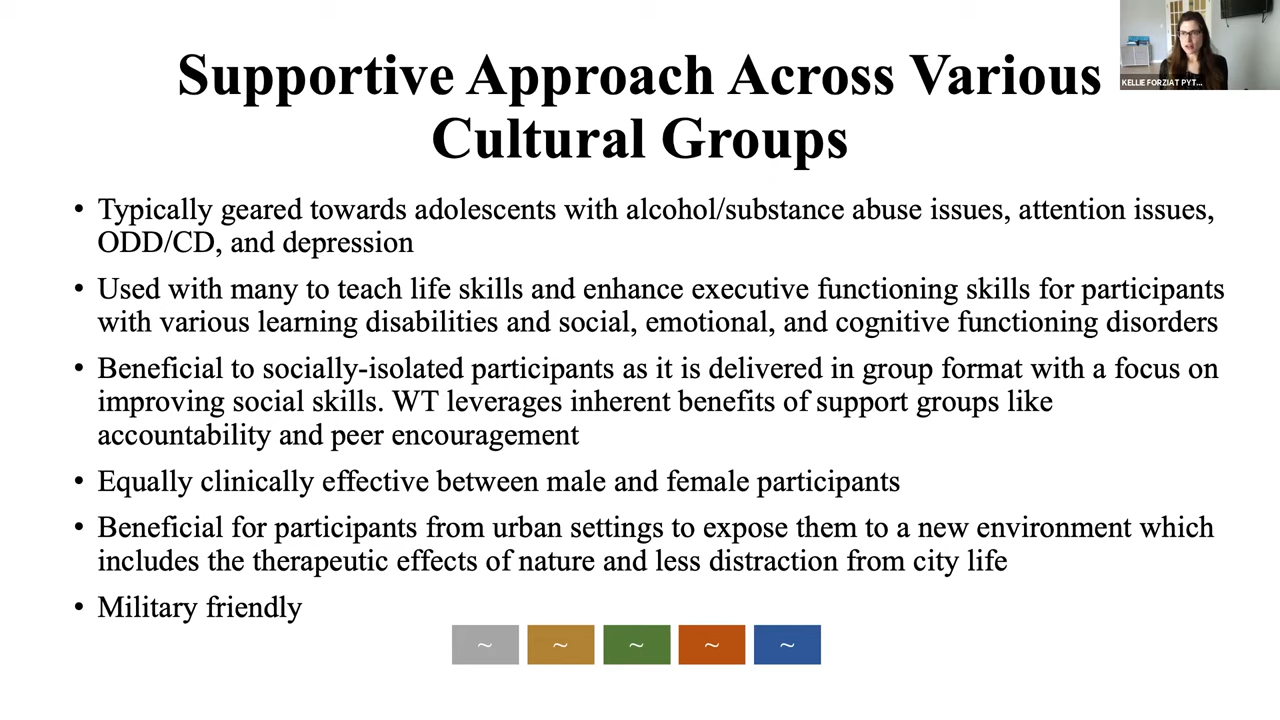 Supportive Approach Across Various
Cultural Groups
KELLIE FORZIAT PYT...
• Typically geared towards adolescents with alcohol/substance abuse issues, attention issues,
ODD/CD, and depression
• Used with many to teach life skills and enhance executive functioning skills for participants
with various learning disabilities and social, emotional, and cognitive functioning disorders
• Beneficial to socially-isolated participants as it is delivered in group format with a focus on
improving social skills. WT leverages inherent benefits of support groups like
accountability and peer encouragement
• Equally clinically effective between male and female participants
• Beneficial for participants from urban settings to expose them to a new environment which
includes the therapeutic effects of nature and less distraction from city life
• Military friendly
~ ~ ~ ~ ~